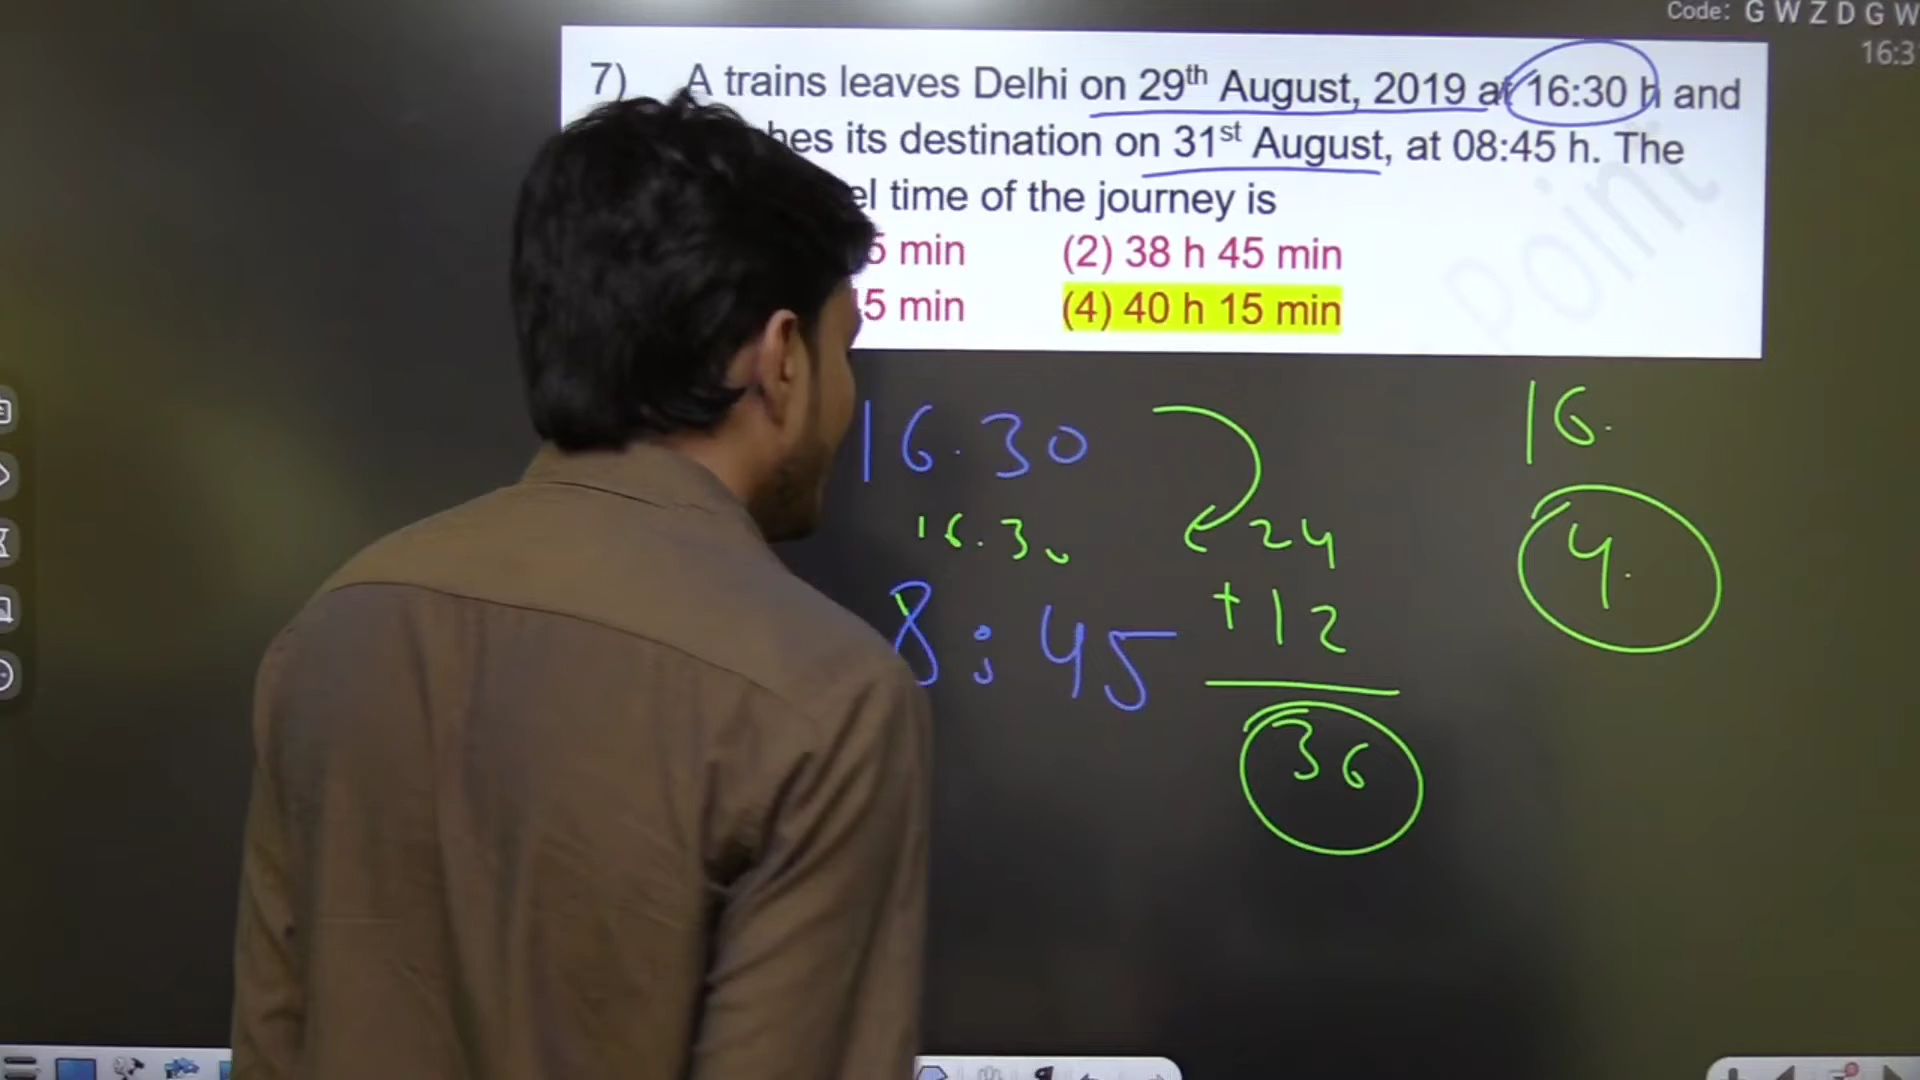 Code: G W Z D G W
16:3
7) A trains leaves Delhi on 29th August, 2019 at 16:30 h and
hes its destination on 31st August, at 08:45 h. The
el time of the journey is
5 min (2) 38 h 45 min
5 min (4) 40 h 15 min
Point
16.30
16.
16.30
24
4.
8:45
+12
36